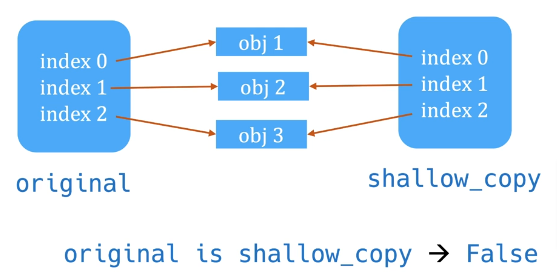 index 0
index 1
index 2
obj 1
obj 2
obj 3
index 0
index 1
index 2
original
shallow_copy
original is shallow_copy → False